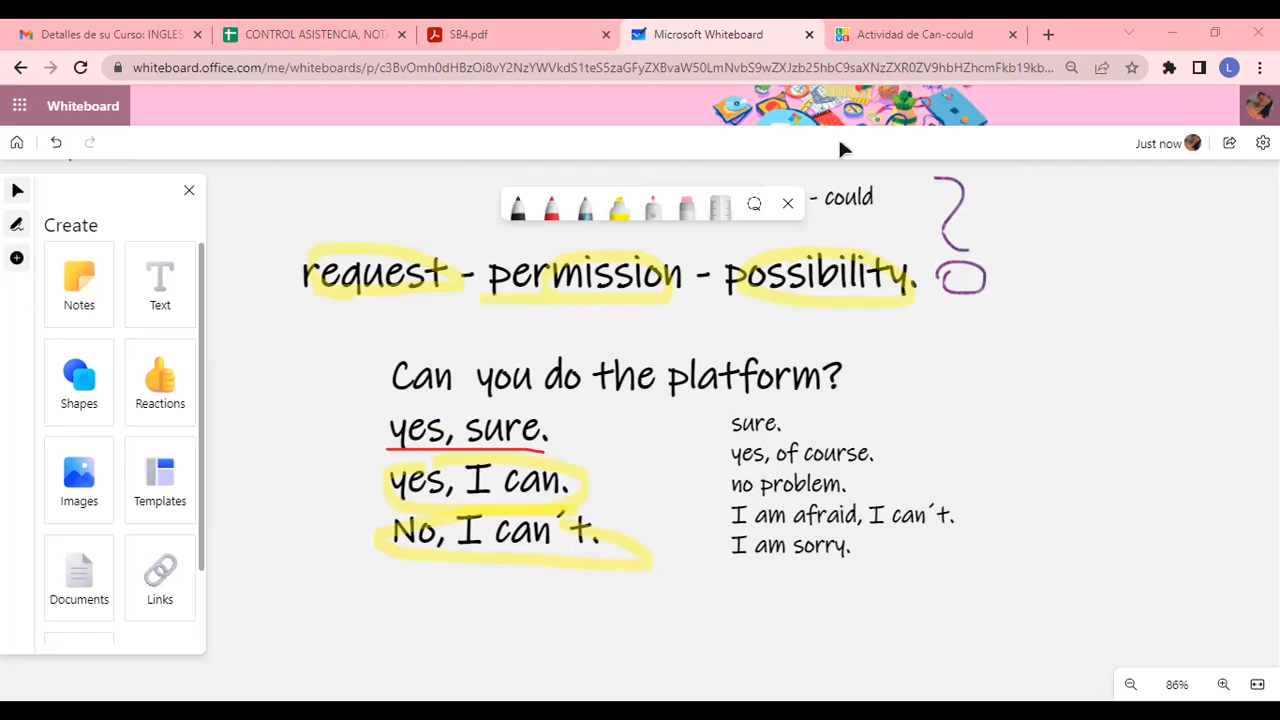 Detalles de su Curso: INGLES
CONTROL ASISTENCIA, NOTA
SB4.pdf
Microsoft Whiteboard
Actividad de Can-could
Whiteboard
Just now
Create
- could
Notes
Text
request - permission - possibility.
Shapes
Reactions
Can you do the platform?
yes, sure.
sure.
yes, of course.
Images
Templates
yes, I can.
no problem.
No, I can´t.
I am afraid, I can´t.
I am sorry.
Documents
Links
86%